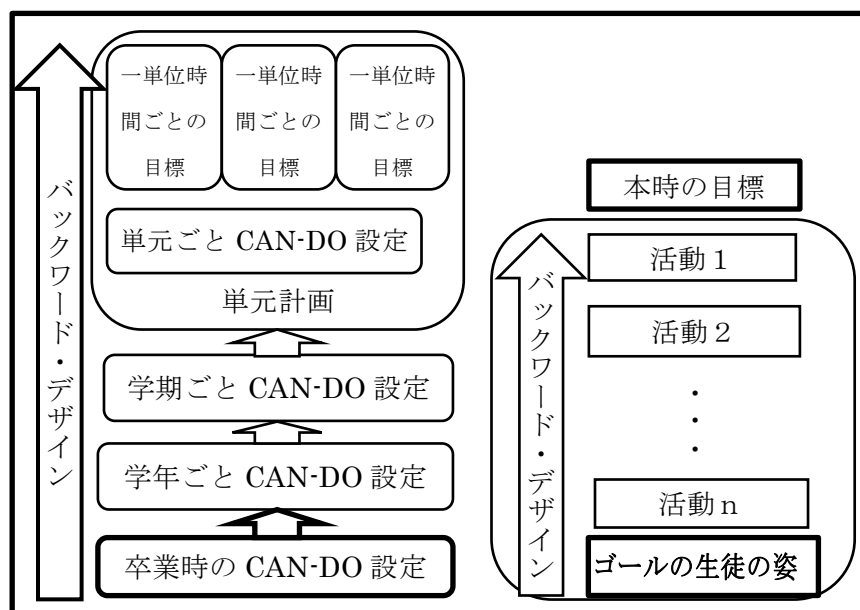 バックワード・デザイン
一単位時
間ごとの
目標
一単位時
間ごとの
目標
一単位時
間ごとの
目標
単元ごと CAN-DO 設定
単元計画
学期ごと CAN-DO 設定
学年ごと CAN-DO 設定
卒業時の CAN-DO 設定
本時の目標
バックワード・デザイン
活動１
活動２
・
・
・
活動ｎ
ゴールの生徒の姿